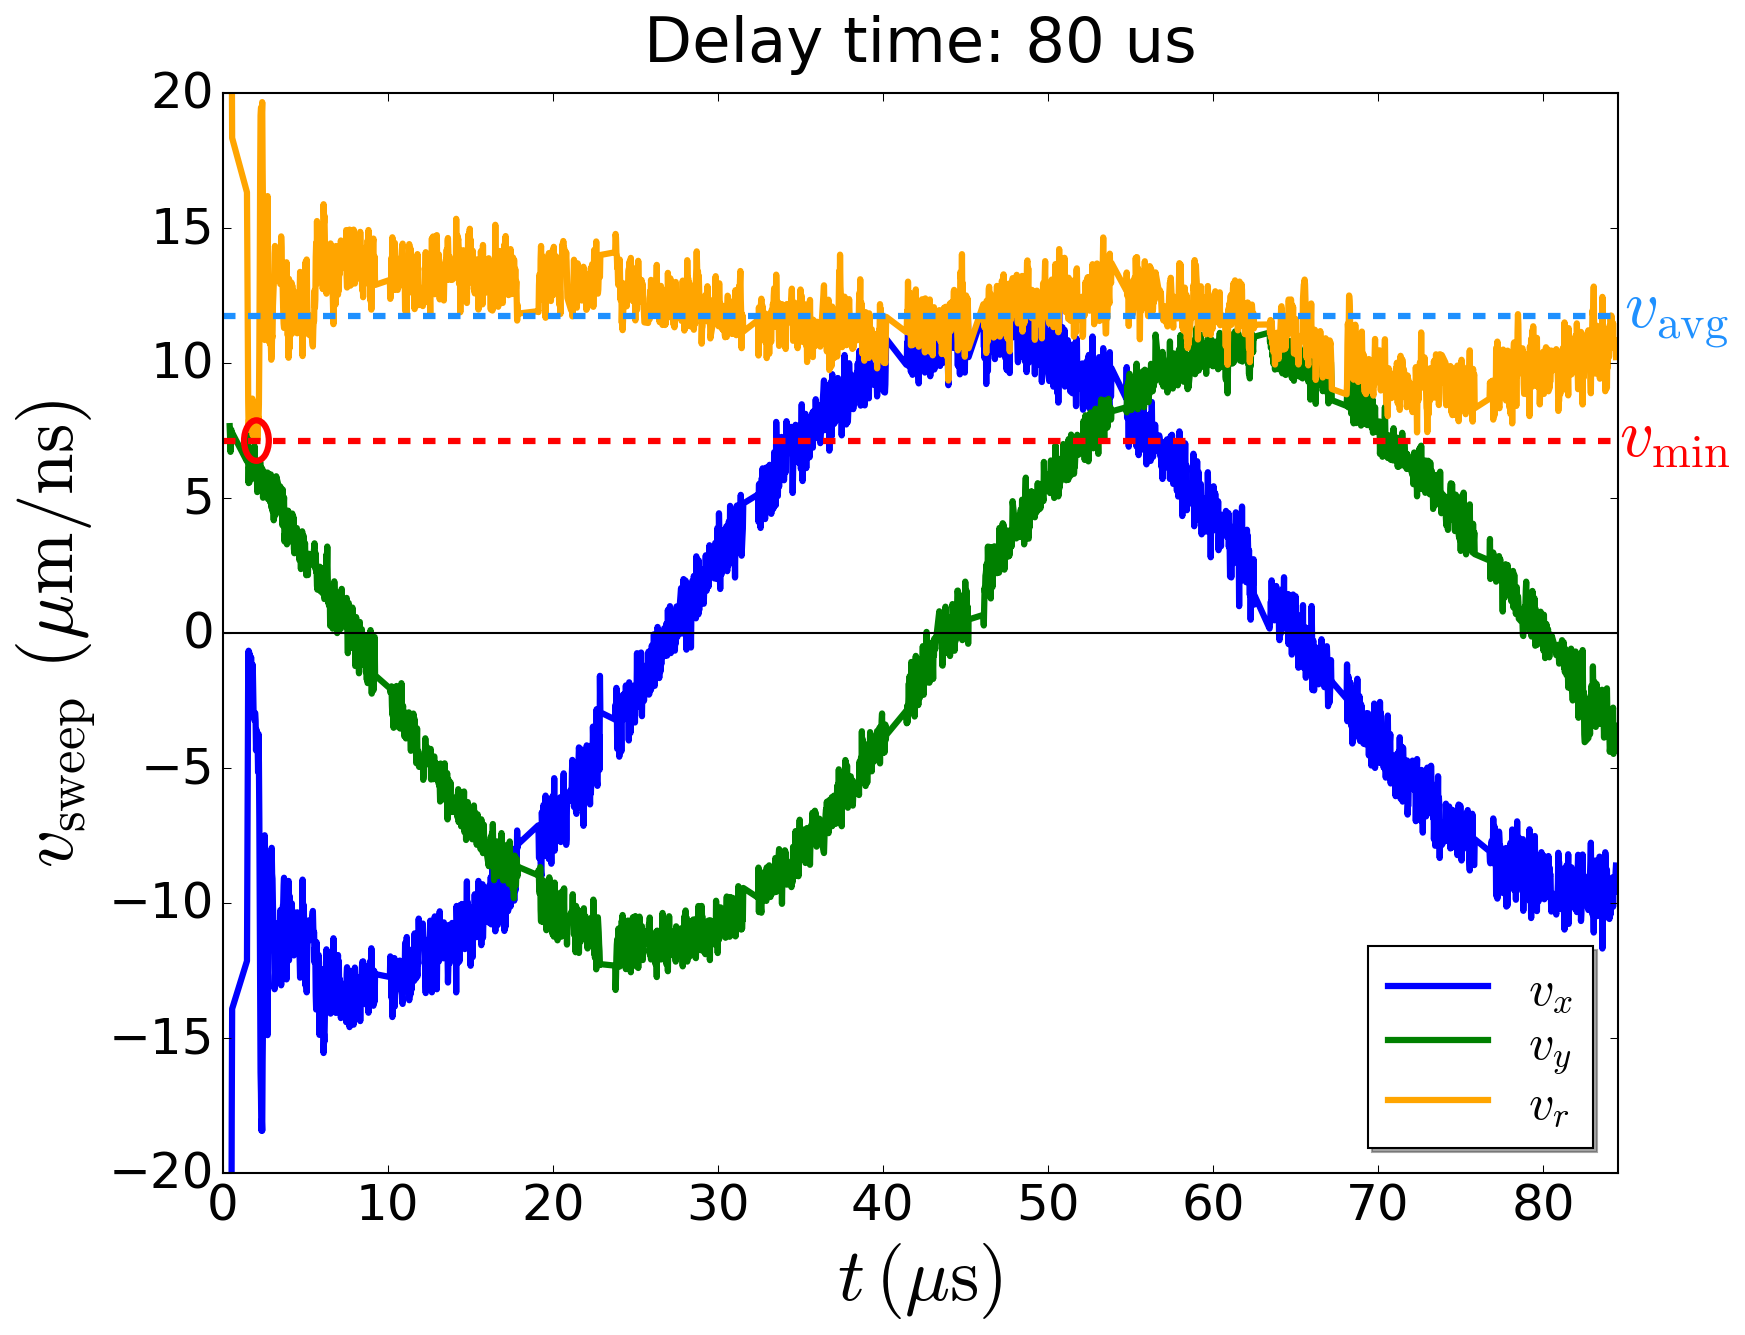 Delay time: 80 us
20
15
10
5
0
−5
−10
−15
−20
v_sweep (μm/ns)
v_avg
v_min
v_x
v_y
v_r
0 10 20 30 40 50 60 70 80
t (μs)